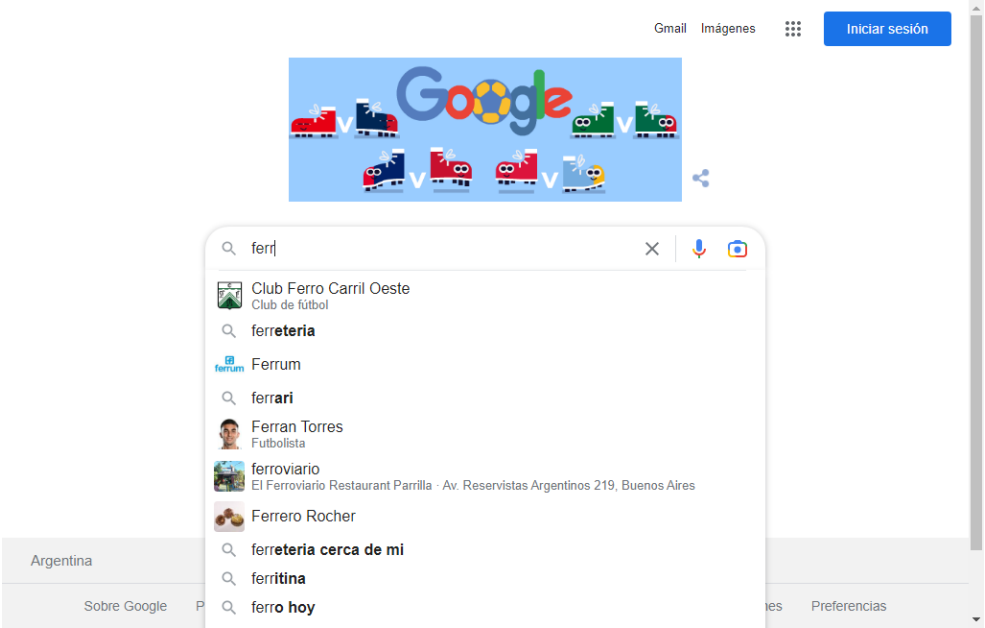 Gmail Imágenes Iniciar sesión
Google
V V
V V
ferr
Club Ferro Carril Oeste
Club de fútbol
ferreteria
ferrum Ferrum
ferrari
Ferran Torres
Futbolista
ferroviario
El Ferroviario Restaurant Parrilla · Av. Reservistas Argentinos 219, Buenos Aires
Ferrero Rocher
ferreteria cerca de mi
Argentina
ferritina
Sobre Google P
ferro hoy
nes Preferencias